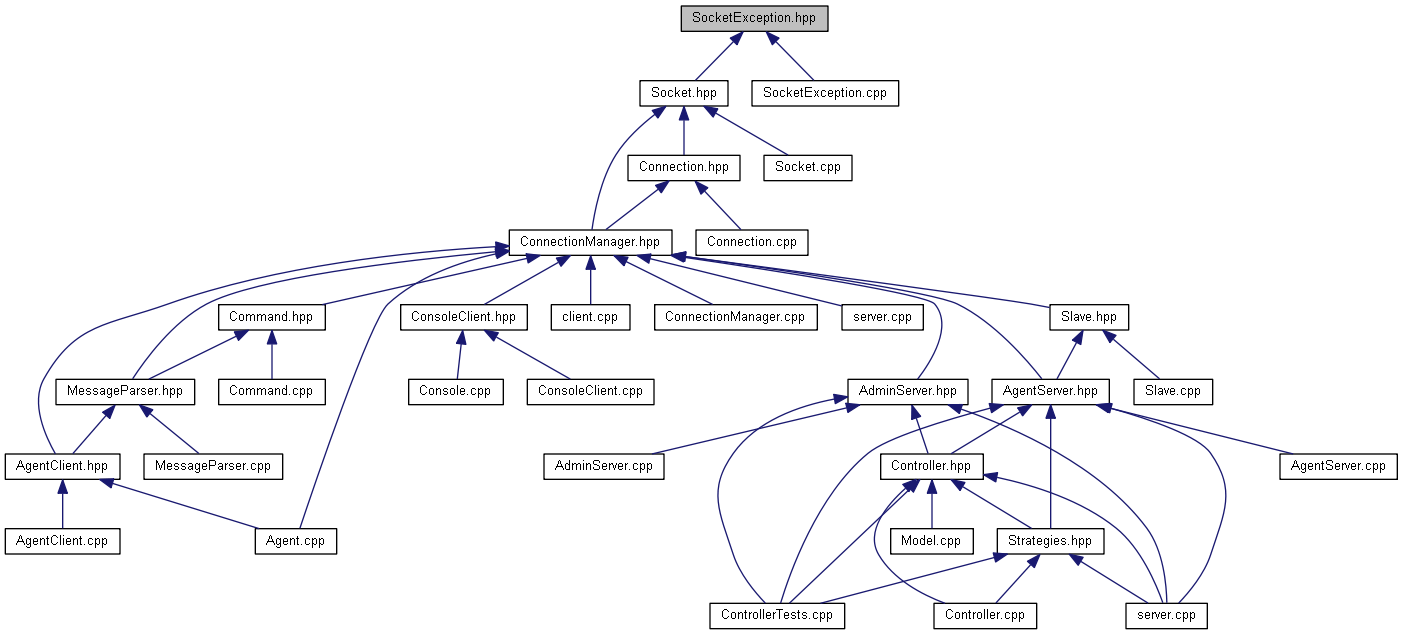 SocketException.hpp
Socket.hpp
SocketException.cpp
Connection.hpp
Socket.cpp
ConnectionManager.hpp
Connection.cpp
Command.hpp
ConsoleClient.hpp
client.cpp
ConnectionManager.cpp
server.cpp
Slave.hpp
MessageParser.hpp
Command.cpp
Console.cpp
ConsoleClient.cpp
AdminServer.hpp
AgentServer.hpp
Slave.cpp
AgentClient.hpp
MessageParser.cpp
AdminServer.cpp
Controller.hpp
AgentServer.cpp
AgentClient.cpp
Agent.cpp
Model.cpp
Strategies.hpp
ControllerTests.cpp
Controller.cpp
server.cpp